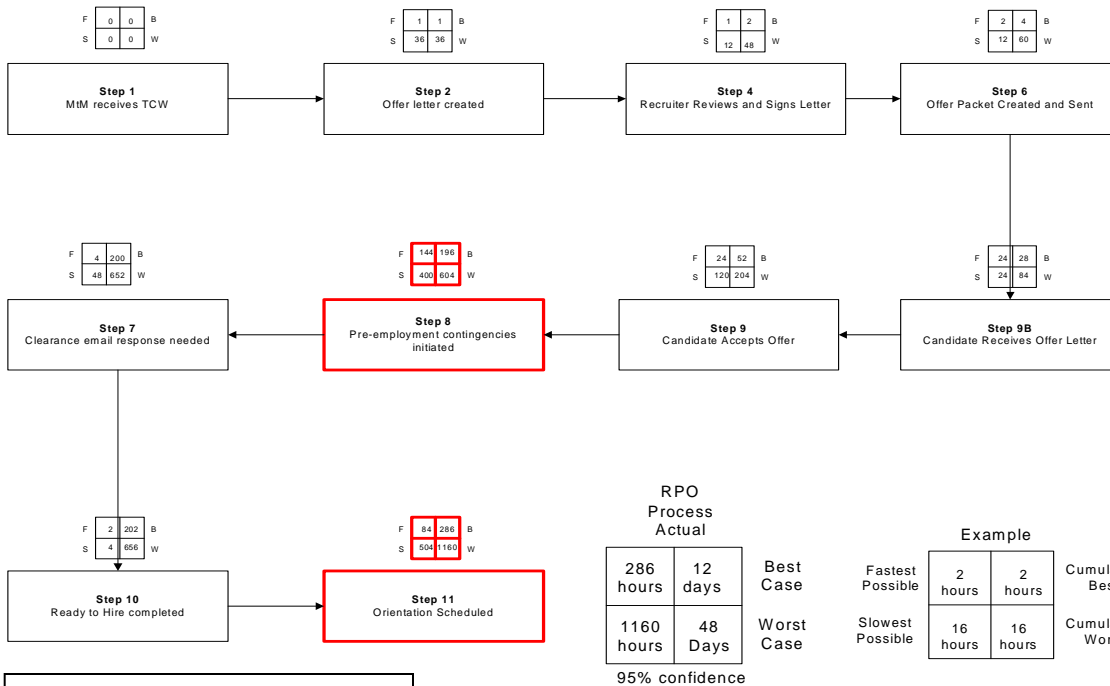 F 0 0 B
S 0 0 W
Step 1
MtM receives TCW
F 1 1 B
S 36 36 W
Step 2
Offer letter created
F 1 2 B
S 12 48 W
Step 4
Recruiter Reviews and Signs Letter
F 2 4 B
S 12 60 W
Step 6
Offer Packet Created and Sent
F 4 200 B
S 48 652 W
Step 7
Clearance email response needed
F 144 196 B
S 400 604 W
Step 8
Pre-employment contingencies
initiated
F 24 52 B
S 120 204 W
Step 9
Candidate Accepts Offer
F 24 28 B
S 24 84 W
Step 9B
Candidate Receives Offer Letter
F 2 202 B
S 4 656 W
Step 10
Ready to Hire completed
F 84 286 B
S 504 1160 W
Step 11
Orientation Scheduled
RPO
Process
Actual
286 hours 12 days Best Case
1160 hours 48 Days Worst Case
95% confidence
Example
Fastest Possible 2 hours 2 hours Cumul Bes
Slowest Possible 16 hours 16 hours Cumul Wor